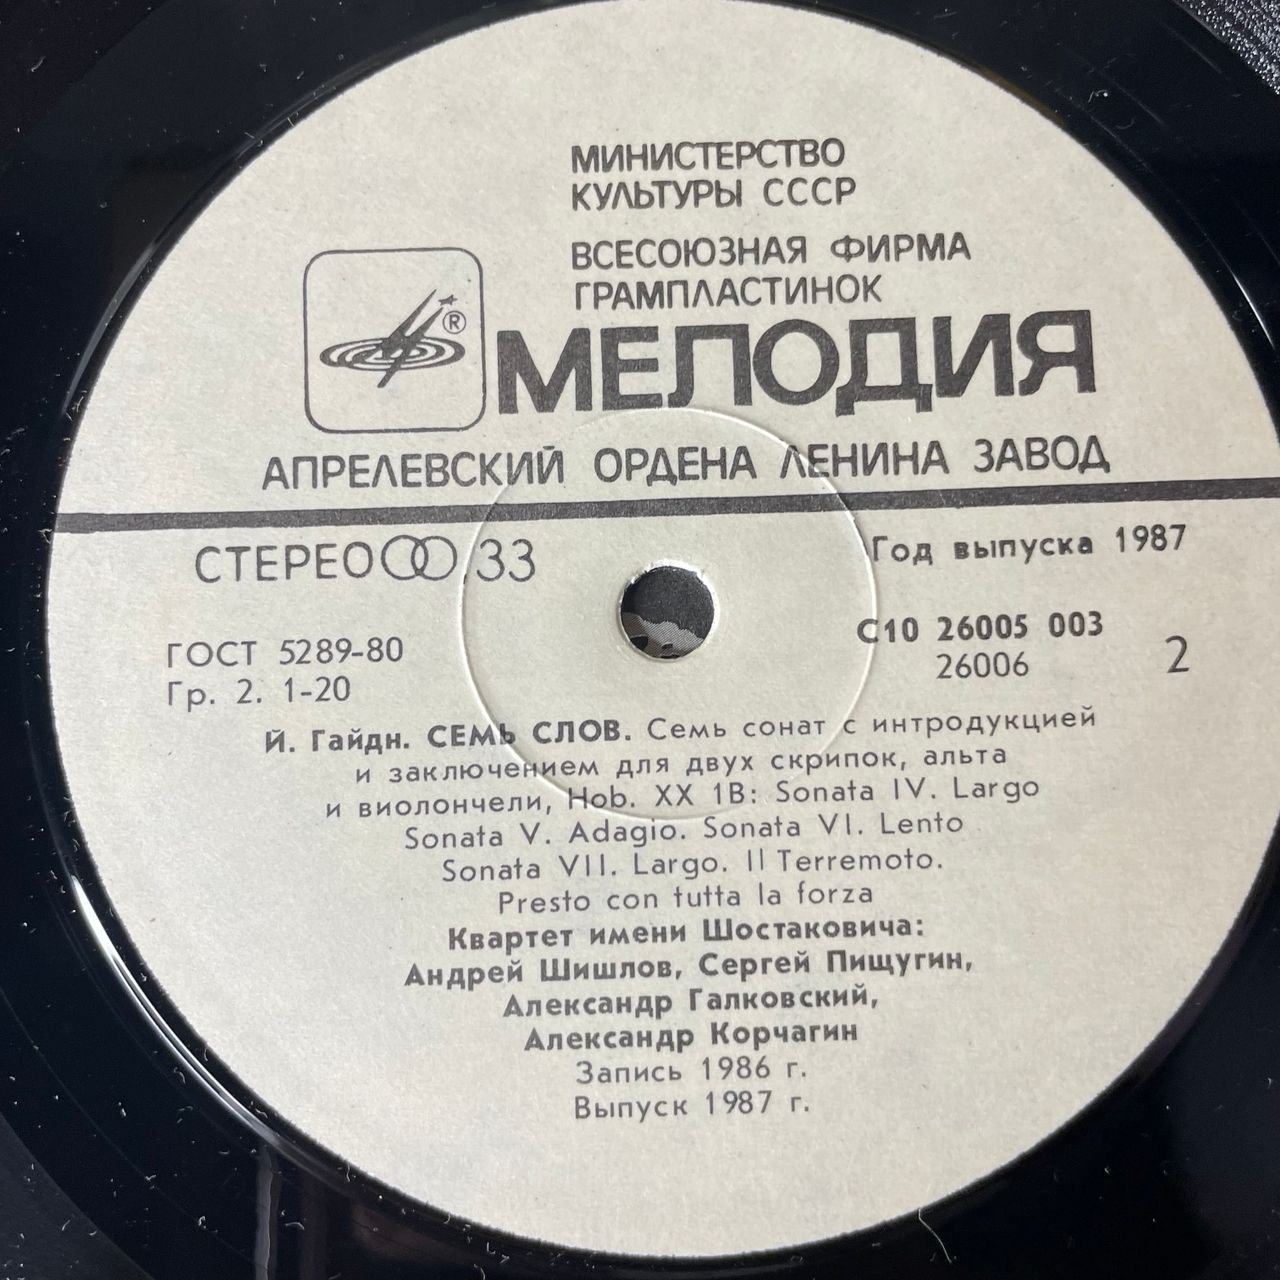 МИНИСТЕРСТВО
КУЛЬТУРЫ СССР
ВСЕСОЮЗНАЯ ФИРМА
ГРАМПЛАСТИНОК
®
МЕЛОДИЯ
АПРЕЛЕВСКИЙ ОРДЕНА ЛЕНИНА ЗАВОД
СТЕРЕО 33
Год выпуска 1987
ГОСТ 5289-80
Гр. 2. 1-20
С10 26005 003
26006
2
Й. Гайдн. СЕМЬ СЛОВ. Семь сонат с интродукцией
и заключением для двух скрипок, альта
и виолончели, Hob. XX 1B: Sonata IV. Largo
Sonata V. Adagio. Sonata VI. Lento
Sonata VII. Largo. II Terremoto.
Presto con tutta la forza
Квартет имени Шостаковича:
Андрей Шишлов, Сергей Пищугин,
Александр Галковский,
Александр Корчагин
Запись 1986 г.
Выпуск 1987 г.